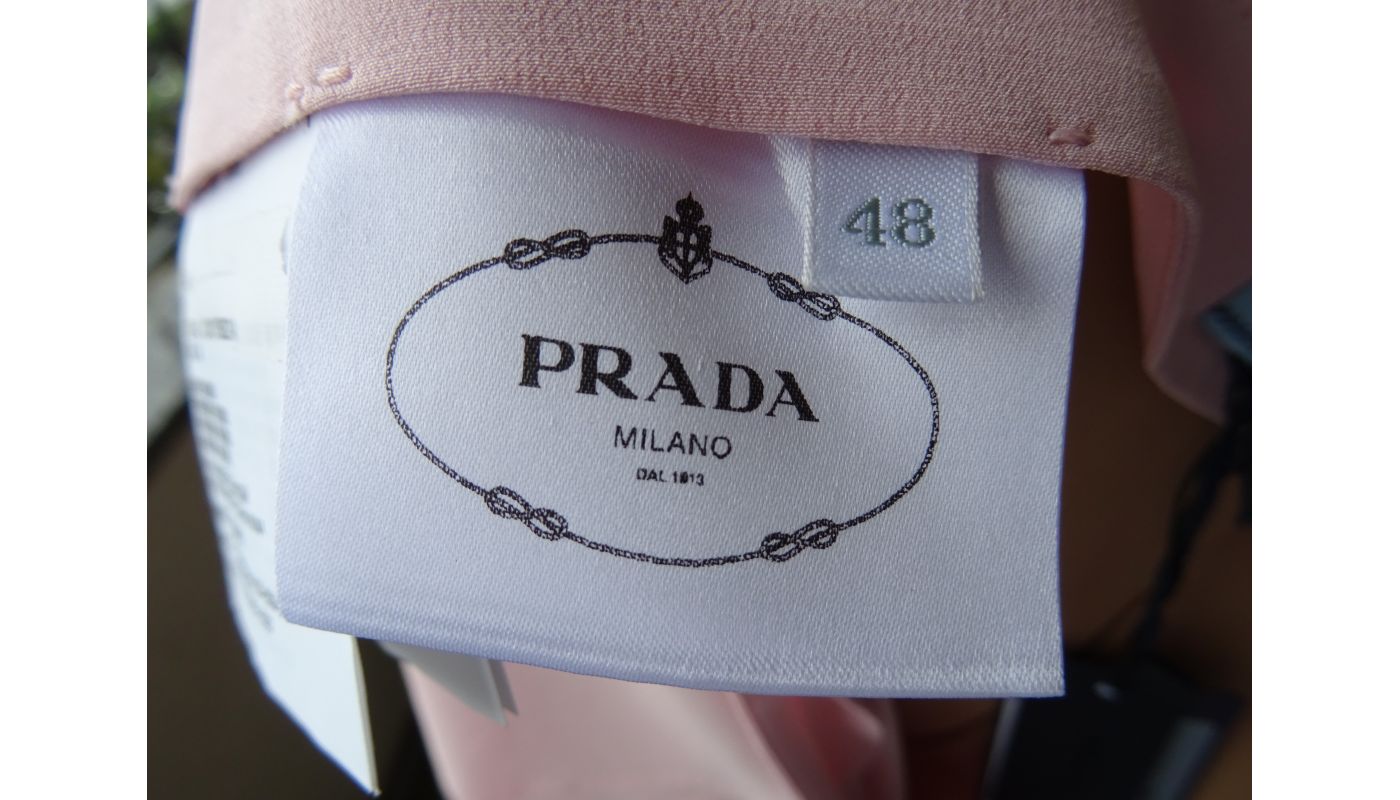 48
PRADA
MILANO
DAL 1913